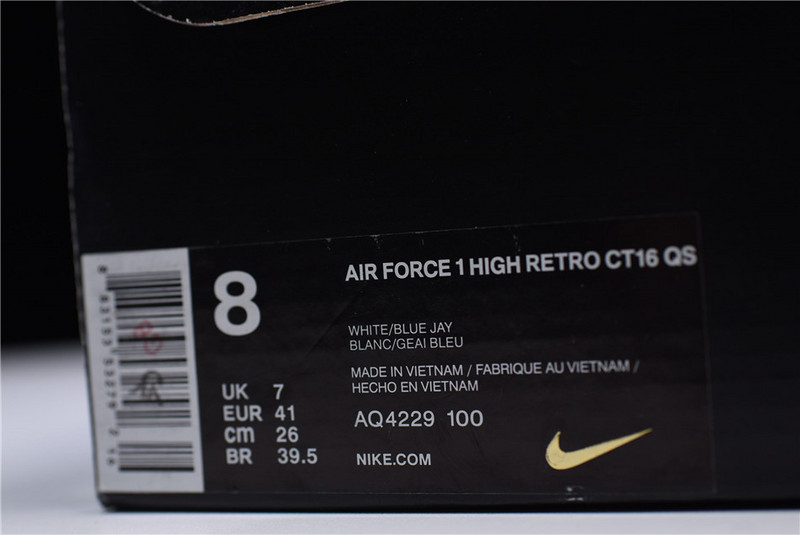 8
AIR FORCE 1 HIGH RETRO CT16 QS
WHITE/BLUE JAY
BLANC/GEAI BLEU
MADE IN VIETNAM / FABRIQUE AU VIETNAM /
HECHO EN VIETNAM
UK 7
EUR 41
cm 26
BR 39.5
AQ4229 100
NIKE.COM